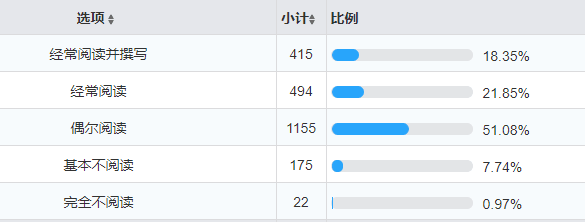 选项 小计 比例
经常阅读并撰写 415 18.35%
经常阅读 494 21.85%
偶尔阅读 1155 51.08%
基本不阅读 175 7.74%
完全不阅读 22 0.97%